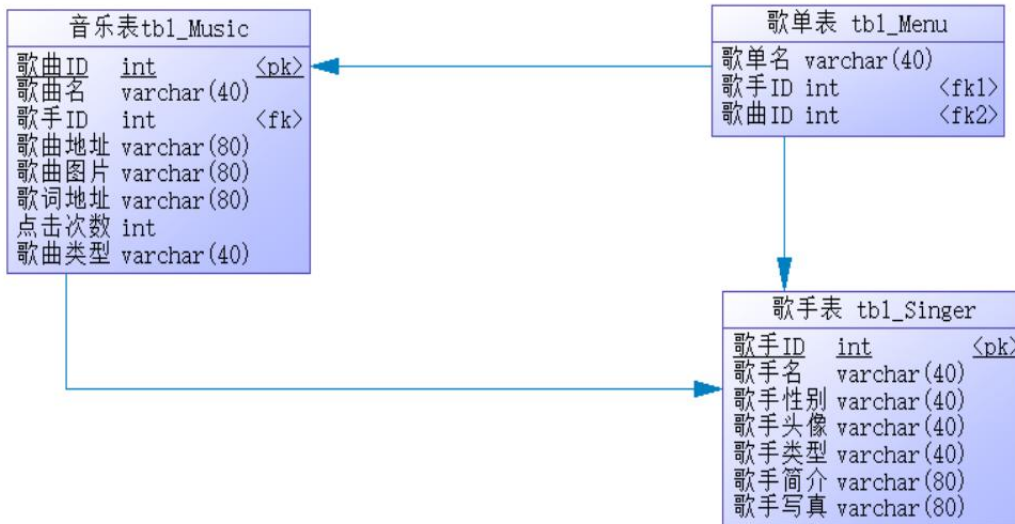 音乐表tbl_Music
歌曲ID int <pk>
歌曲名 varchar(40)
歌手ID int <fk>
歌曲地址 varchar(80)
歌曲图片 varchar(80)
歌词地址 varchar(80)
点击次数 int
歌曲类型 varchar(40)
歌单表 tbl_Menu
歌单名 varchar(40)
歌手ID int <fk1>
歌曲ID int <fk2>
歌手表 tbl_Singer
歌手ID int <pk>
歌手名 varchar(40)
歌手性别 varchar(40)
歌手头像 varchar(40)
歌手类型 varchar(40)
歌手简介 varchar(80)
歌手写真 varchar(80)